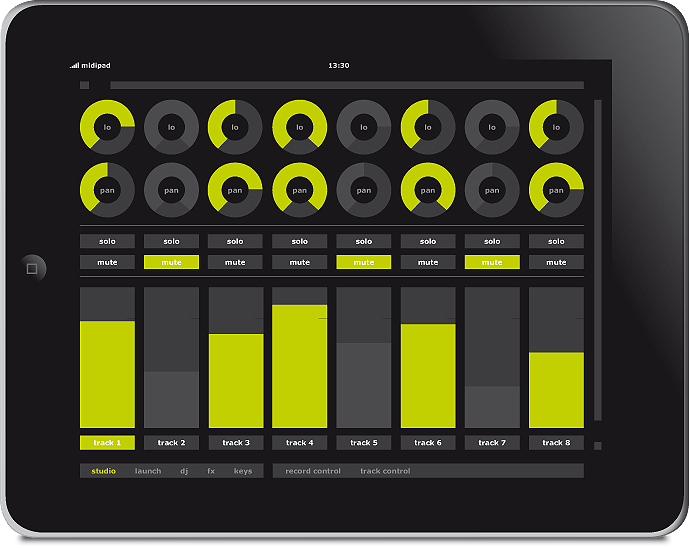 midipad 13:30
lo lo lo lo lo lo lo lo
pan pan pan pan pan pan pan pan
solo solo solo solo solo solo solo solo
mute mute mute mute mute mute mute mute
track 1 track 2 track 3 track 4 track 5 track 6 track 7 track 8
studio launch dj fx keys record control track control